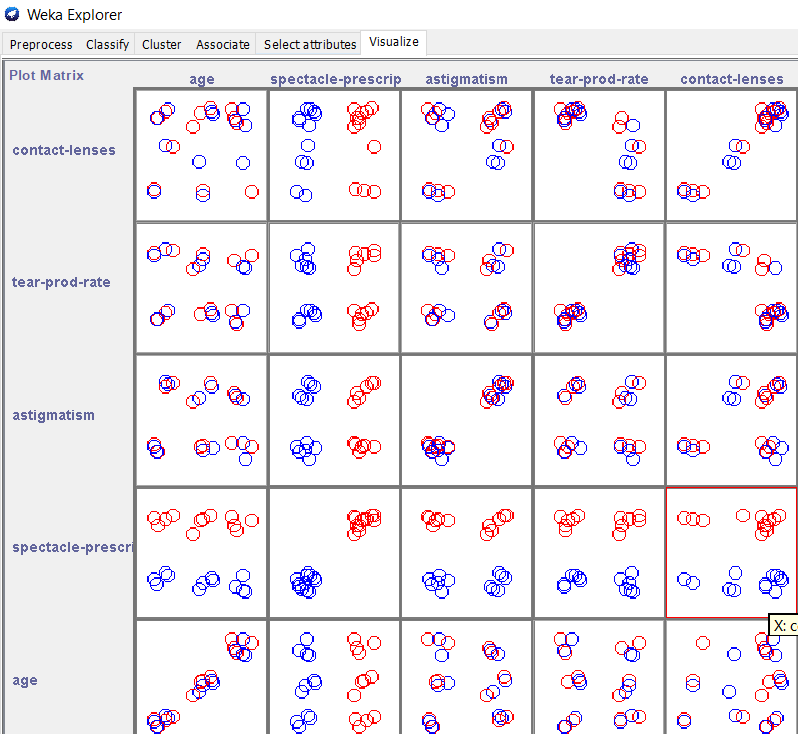 Weka Explorer
Preprocess Classify Cluster Associate Select attributes Visualize
Plot Matrix age spectacle-prescrip astigmatism tear-prod-rate contact-lenses
contact-lenses
tear-prod-rate
astigmatism
spectacle-prescri
X: c
age